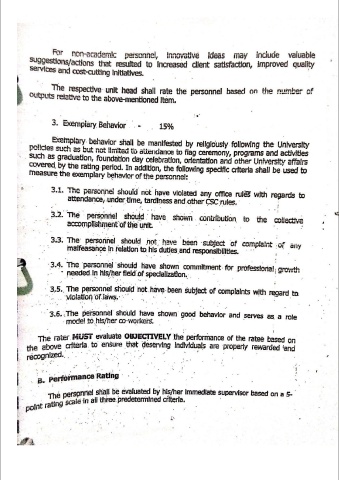 For non-academic personnel, innovative ideas may include valuable
suggestions/actions that resulted to increased client satisfaction, improved quality
services and cost-cutting initiatives.
The respective unit head shall rate the personnel based on the number of
outputs relative to the above-mentioned item.
3. Exemplary Behavior - 15%
Exemplary behavior shall be manifested by religiously following the University
policies such as but not limited to attendance to flag ceremony, programs and activities
such as graduation, foundation day celebration, orientation and other University affairs
covered by the rating period. In addition, the following specific criteria shall be used to
measure the exemplary behavior of the personnel:
3.1. The personnel should not have violated any office rules with regards to
attendance, under time, tardiness and other CSC rules.
3.2. The personnel should have shown contribution to the collective
accomplishment of the unit.
3.3. The personnel should not have been subject of complaint of any
malfeasance in relation to his duties and responsibilities.
3.4. The personnel should have shown commitment for professional growth
needed in his/her field of specialization.
3.5. The personnel should not have been subject of complaints with regard to
violation of laws.
3.6. The personnel should have shown good behavior and serves as a role
model to his/her co-workers.
The rater MUST evaluate OBJECTIVELY the performance of the ratee based on
the above criteria to ensure that deserving individuals are properly rewarded and
recognized.
B. Performance Rating
The personnel shall be evaluated by his/her immediate supervisor based on a 5-
point rating scale in all three predetermined criteria.